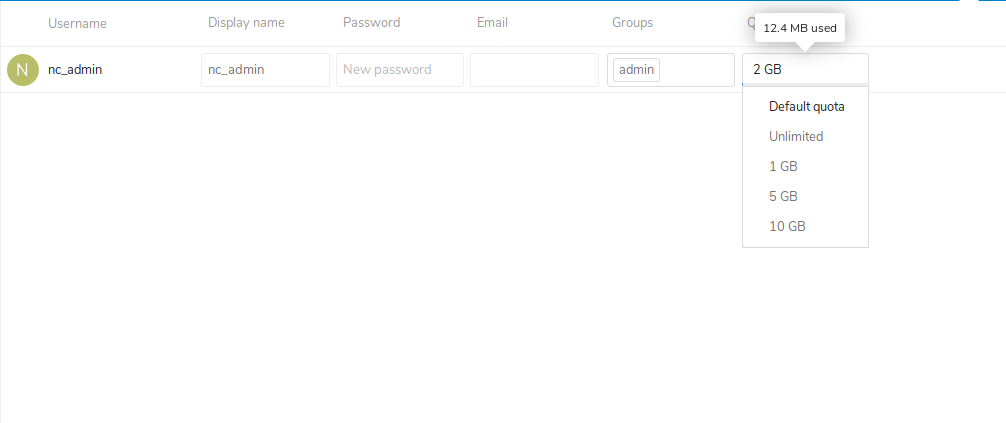 Username Display name Password Email Groups Q
12.4 MB used
N nc_admin nc_admin New password admin 2 GB
Default quota
Unlimited
1 GB
5 GB
10 GB